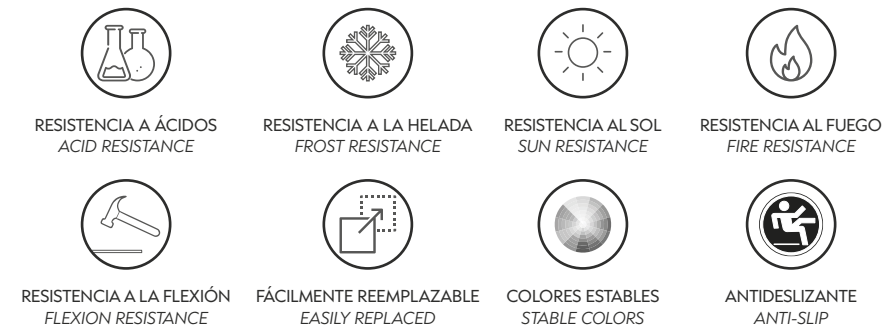 RESISTENCIA A ÁCIDOS
ACID RESISTANCE
RESISTENCIA A LA HELADA
FROST RESISTANCE
RESISTENCIA AL SOL
SUN RESISTANCE
RESISTENCIA AL FUEGO
FIRE RESISTANCE
RESISTENCIA A LA FLEXIÓN
FLEXION RESISTANCE
FÁCILMENTE REEMPLAZABLE
EASILY REPLACED
COLORES ESTABLES
STABLE COLORS
ANTIDESLIZANTE
ANTI-SLIP